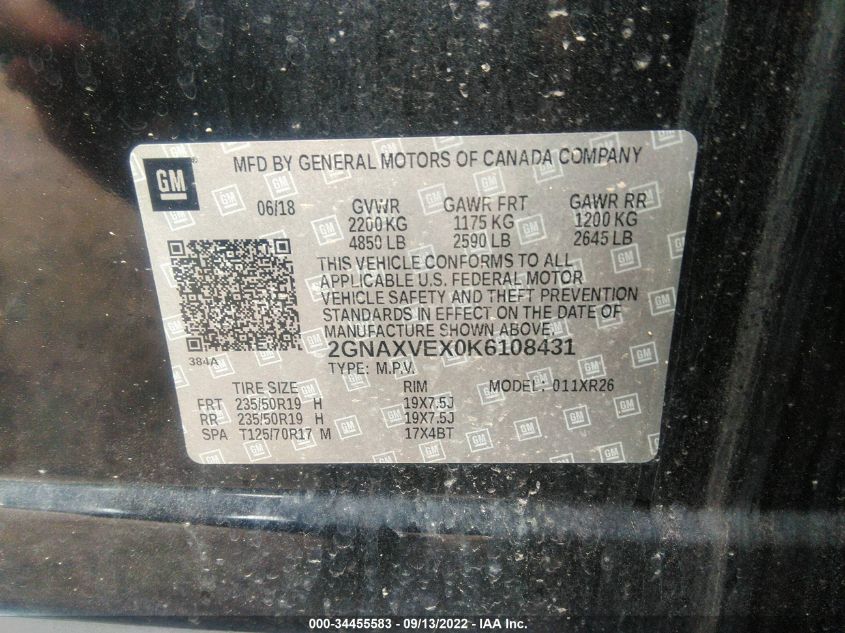 GM
MFD BY GENERAL MOTORS OF CANADA COMPANY
06/18 GVWR GAWR FRT GAWR RR
2200 KG 1175 KG 1200 KG
4850 LB 2590 LB 2645 LB
THIS VEHICLE CONFORMS TO ALL
APPLICABLE U.S. FEDERAL MOTOR
VEHICLE SAFETY AND THEFT PREVENTION
STANDARDS IN EFFECT ON THE DATE OF
MANUFACTURE SHOWN ABOVE.
2GNAXVEX0K6108431
384A
TYPE: M.P.V.
TIRE SIZE RIM MODEL: 011XR26
FRT 235/50R19 H 19X7.5J
RR 235/50R19 H 19X7.5J
SPA T125/70R17 M 17X4BT
000-34455583 - 09/13/2022 - IAA Inc.